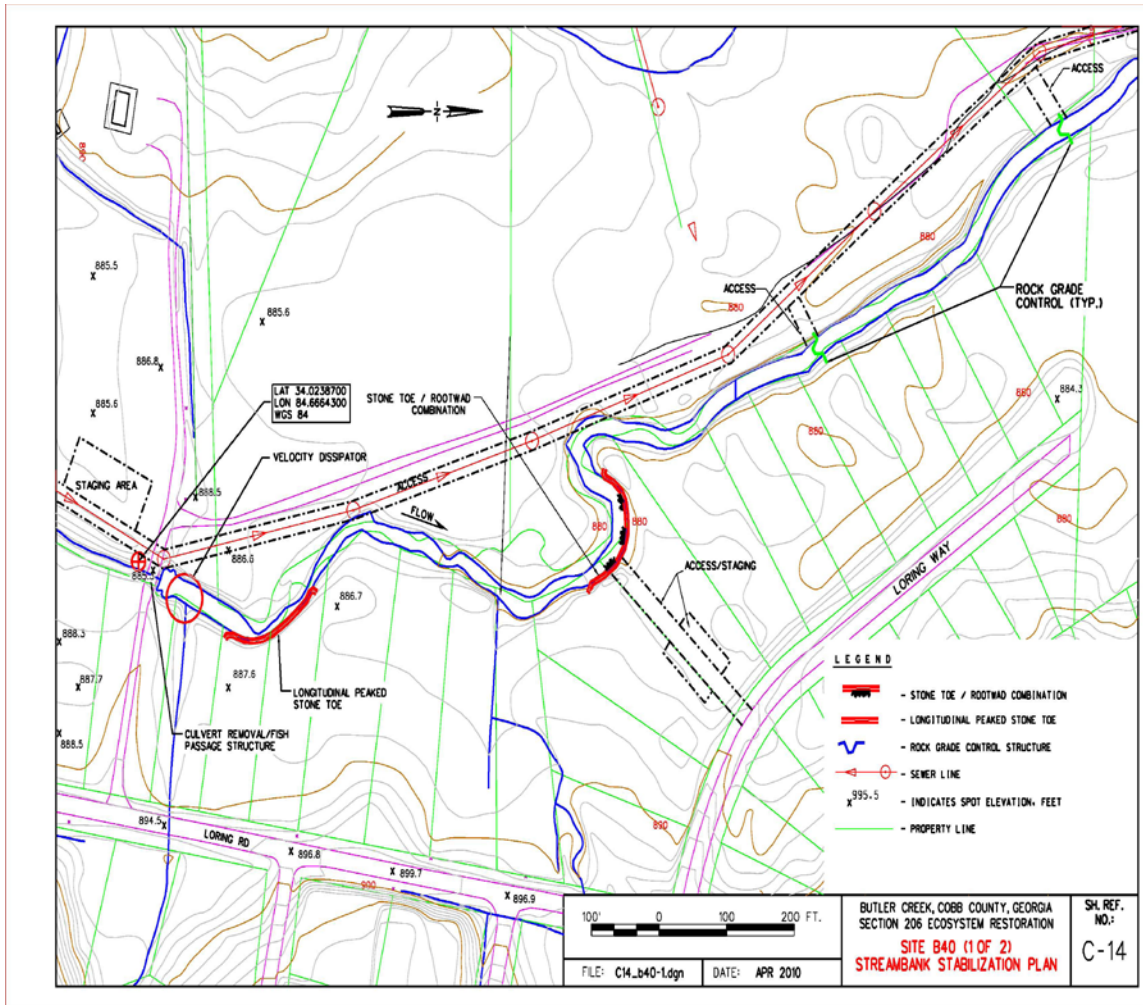 890
N
ACCESS
880
880
885.5
885.6
886.8
885.6
ACCESS
880
ROCK GRADE
CONTROL (TYP.)
LAT 34.0238700
LON 84.6664300
WGS 84
STONE TOE / ROOTWAD
COMBINATION
880
884.3
880
VELOCITY DISSIPATOR
STAGING AREA
888.5
ACCESS
FLOW
880
880
880
886.6
885.5
ACCESS/STAGING
LORING WAY
886.7
888.3
887.7
887.6
LONGITUDINAL PEAKED
STONE TOE
CULVERT REMOVAL/FISH
PASSAGE STRUCTURE
888.5
894.5
LORING RD
896.8
899.7
900
896.9
890
LEGEND
- STONE TOE / ROOTWAD COMBINATION
- LONGITUDINAL PEAKED STONE TOE
- ROCK GRADE CONTROL STRUCTURE
- SEWER LINE
995.5
- INDICATES SPOT ELEVATION, FEET
- PROPERTY LINE
100' 0 100 200 FT.
FILE: C14_b40-1.dgn
DATE: APR 2010
BUTLER CREEK, COBB COUNTY, GEORGIA
SECTION 206 ECOSYSTEM RESTORATION
SITE B40 (1 OF 2)
STREAMBANK STABILIZATION PLAN
SH. REF.
NO.:
C-14